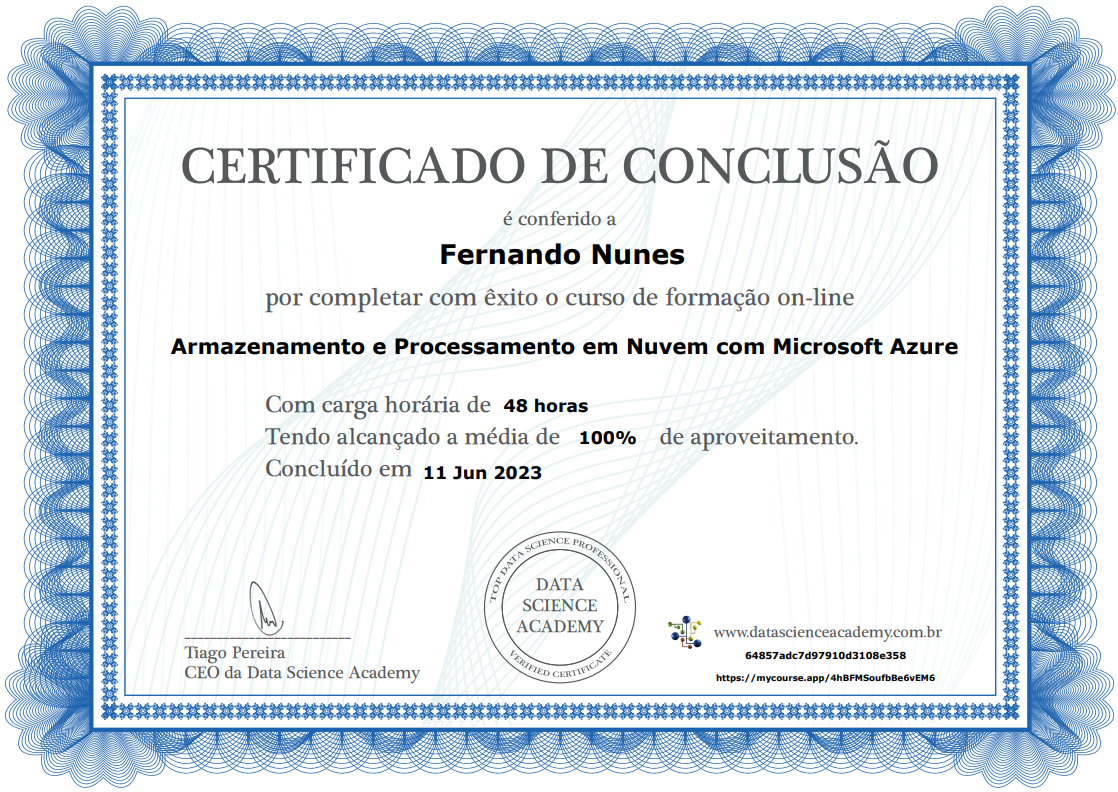 CERTIFICADO DE CONCLUSÃO
é conferido a
Fernando Nunes
por completar com êxito o curso de formação on-line
Armazenamento e Processamento em Nuvem com Microsoft Azure
Com carga horária de 48 horas
Tendo alcançado a média de 100% de aproveitamento.
Concluído em 11 Jun 2023
TOP DATA SCIENCE PROFESSIONAL
DATA
SCIENCE
ACADEMY
VERIFIED CERTIFICATE
Tiago Pereira
CEO da Data Science Academy
www.datascienceacademy.com.br
64857adc7d97910d3108e358
https://mycourse.app/4hBFMSoufbBe6vEM6